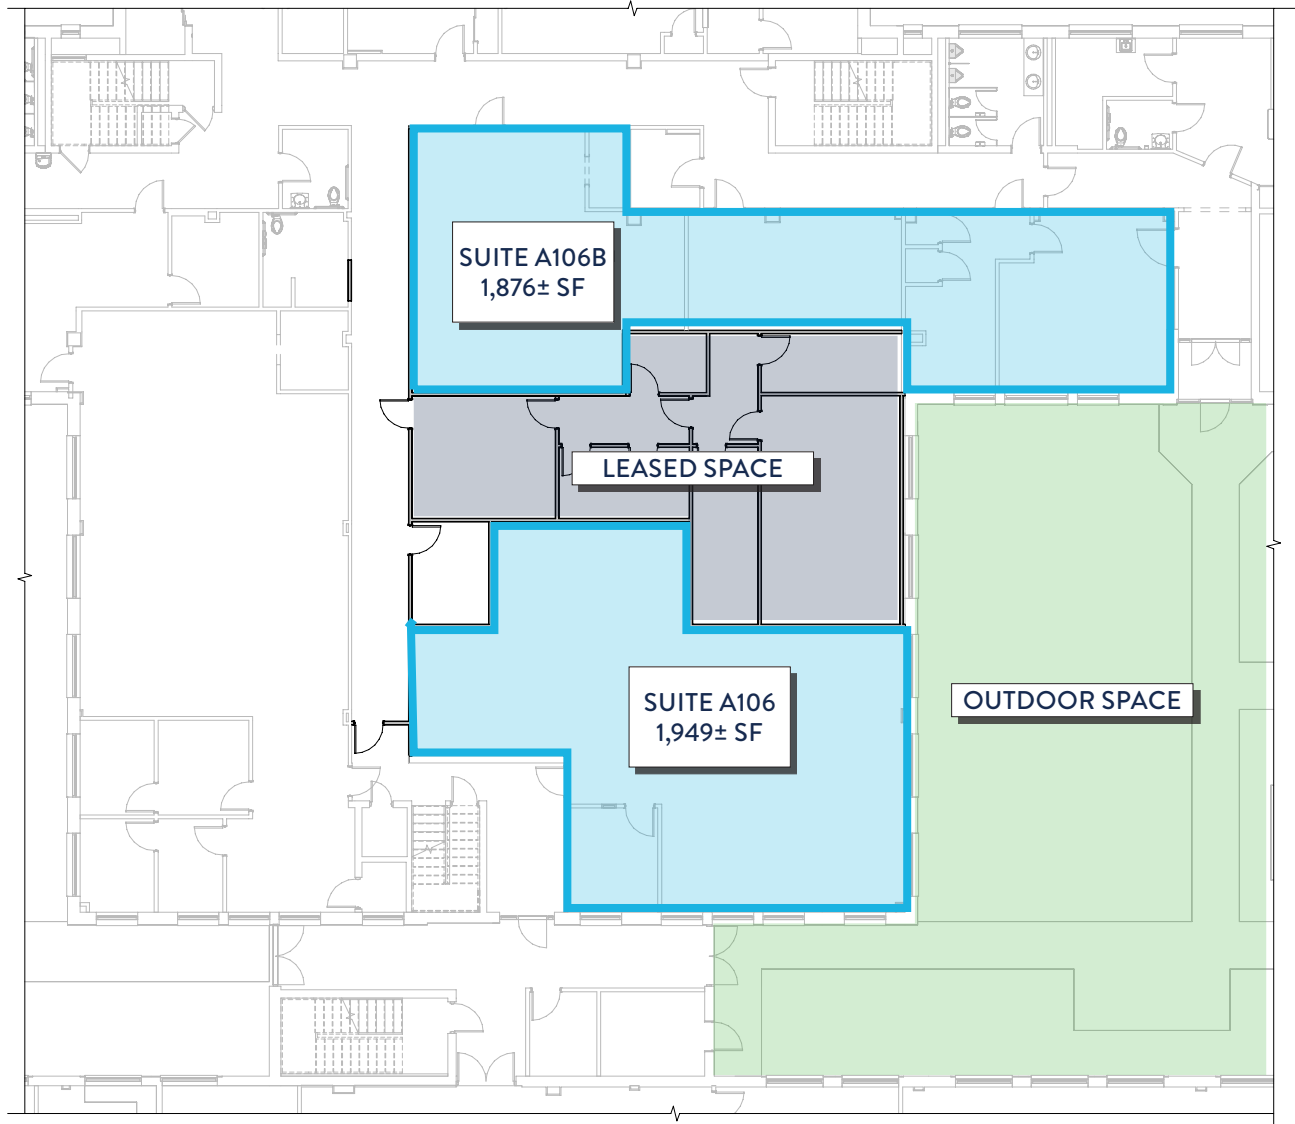 SUITE A106B
1,876± SF
LEASED SPACE
SUITE A106
1,949± SF
OUTDOOR SPACE